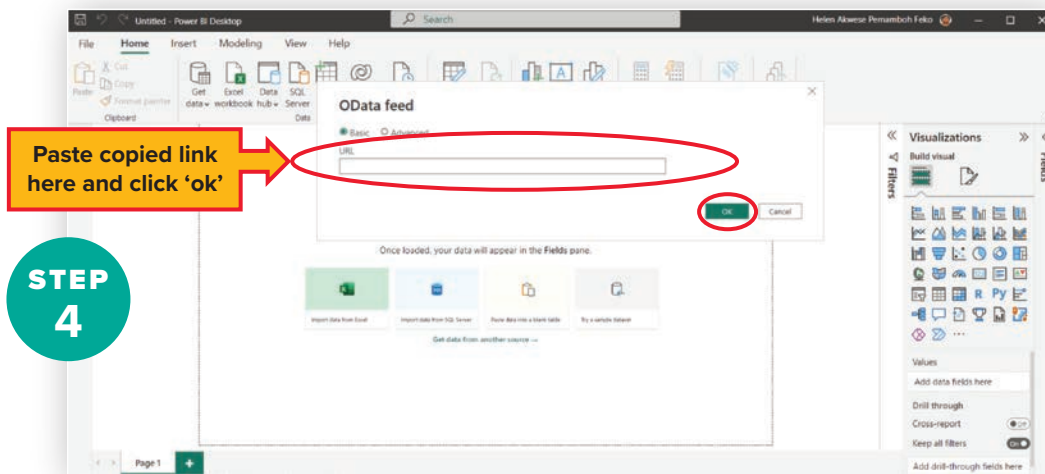 Untitled - Power BI Desktop
Search
Helen Akwese Pemamboh Feko
File Home Insert Modeling View Help
Paste
Cut
Copy
Format painter
Clipboard
Get data
Excel workbook
Data hub
SQL Server
Data
OData feed
Basic Advanced
URL
OK Cancel
Paste copied link
here and click ‘ok’
STEP
4
Once loaded, your data will appear in the Fields pane.
Import data from Excel
Import data from SQL Server
Paste data into a blank table
Try a sample dataset
Get data from another source →
Filters
Visualizations
Build visual
Fields
R Py
Values
Add data fields here
Drill through
Cross-report
Off
Keep all filters
On
Add drill-through fields here
Page 1